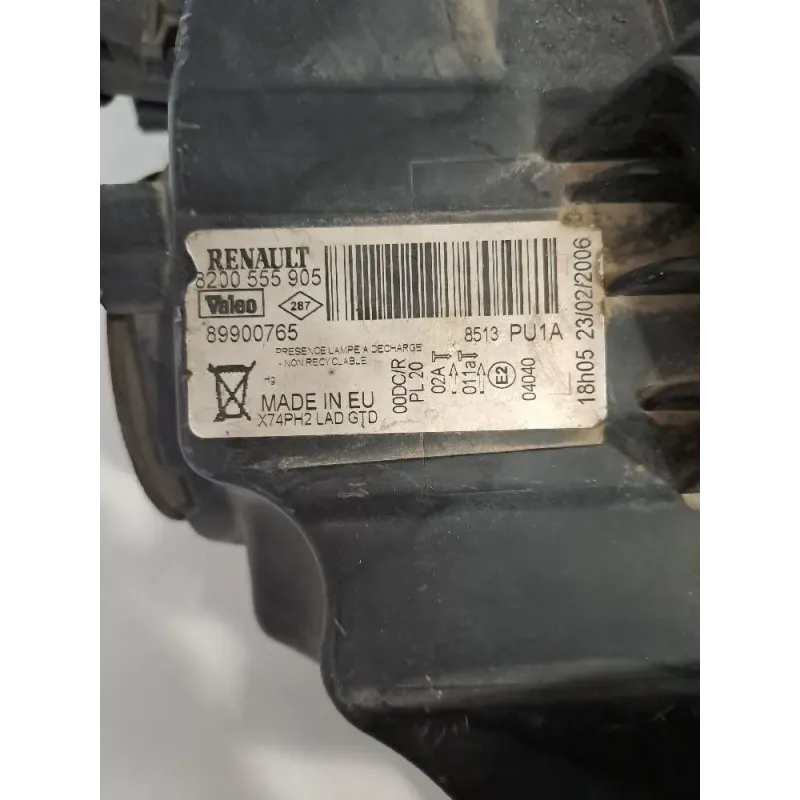 RENAULT
8200 555 905
Valeo 287
89900765
8513 PU1A
PRESENCE LAMPE A DECHARGE
- NON RECYCLABLE
Hg
MADE IN EU
X74PH2 LAD GTD
00DC/R
PL 20
02A
011a
E2
04040
18h05 23/02/2006